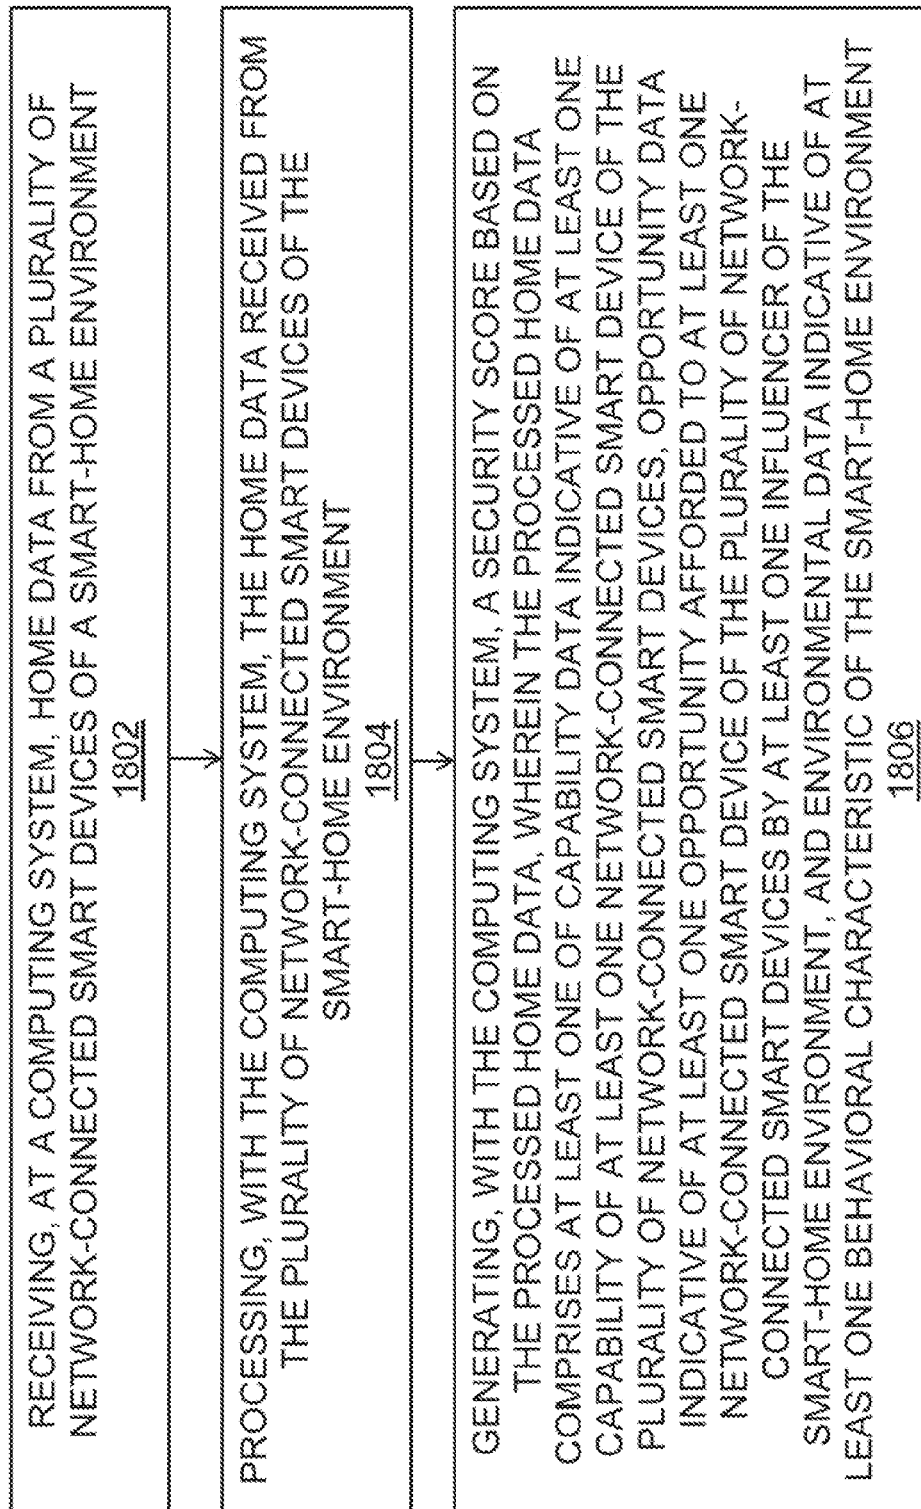 RECEIVING, AT A COMPUTING SYSTEM, HOME DATA FROM A PLURALITY OF
NETWORK-CONNECTED SMART DEVICES OF A SMART-HOME ENVIRONMENT
1802
PROCESSING, WITH THE COMPUTING SYSTEM, THE HOME DATA RECEIVED FROM
THE PLURALITY OF NETWORK-CONNECTED SMART DEVICES OF THE
SMART-HOME ENVIRONMENT
1804
GENERATING, WITH THE COMPUTING SYSTEM, A SECURITY SCORE BASED ON
THE PROCESSED HOME DATA, WHEREIN THE PROCESSED HOME DATA
COMPRISES AT LEAST ONE OF CAPABILITY DATA INDICATIVE OF AT LEAST ONE
CAPABILITY OF AT LEAST ONE NETWORK-CONNECTED SMART DEVICE OF THE
PLURALITY OF NETWORK-CONNECTED SMART DEVICES, OPPORTUNITY DATA
INDICATIVE OF AT LEAST ONE OPPORTUNITY AFFORDED TO AT LEAST ONE
NETWORK-CONNECTED SMART DEVICE OF THE PLURALITY OF NETWORK-
CONNECTED SMART DEVICES BY AT LEAST ONE INFLUENCER OF THE
SMART-HOME ENVIRONMENT, AND ENVIRONMENTAL DATA INDICATIVE OF AT
LEAST ONE BEHAVIORAL CHARACTERISTIC OF THE SMART-HOME ENVIRONMENT
1806